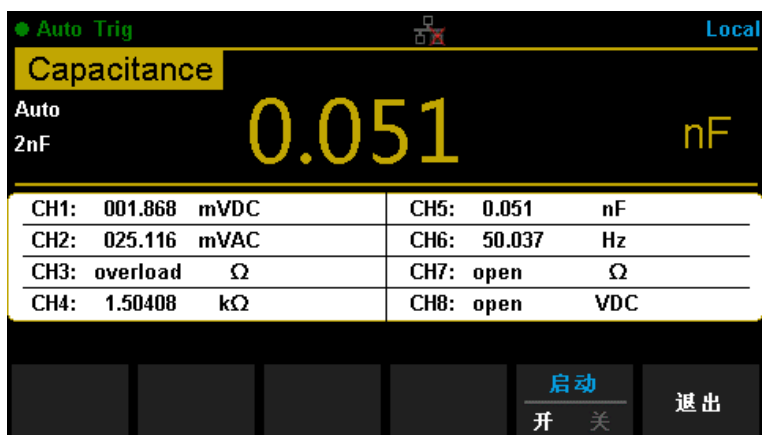 Auto Trig Local
Capacitance
Auto
2nF
0.051 nF
CH1: 001.868 mVDC CH5: 0.051 nF
CH2: 025.116 mVAC CH6: 50.037 Hz
CH3: overload Ω CH7: open Ω
CH4: 1.50408 kΩ CH8: open VDC
启动
开 关
退出